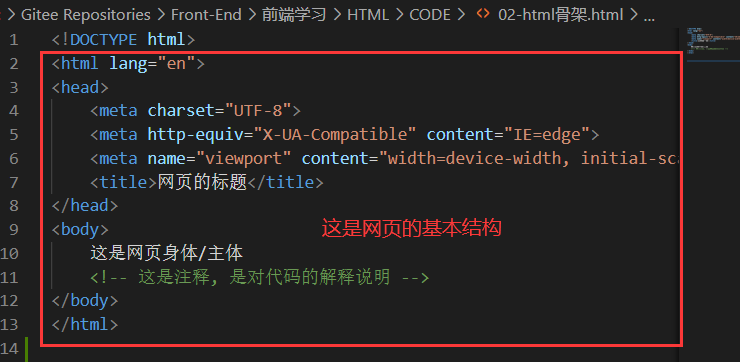 Gitee Repositories > Front-End > 前端学习 > HTML > CODE > <> 02-html骨架.html > ...
1 <!DOCTYPE html>
2 <html lang="en">
3 <head>
4 <meta charset="UTF-8">
5 <meta http-equiv="X-UA-Compatible" content="IE=edge">
6 <meta name="viewport" content="width=device-width, initial-sca
7 <title>网页的标题</title>
8 </head>
9 <body>
这是网页的基本结构
10 这是网页身体/主体
11 <!-- 这是注释, 是对代码的解释说明 -->
12 </body>
13 </html>
14